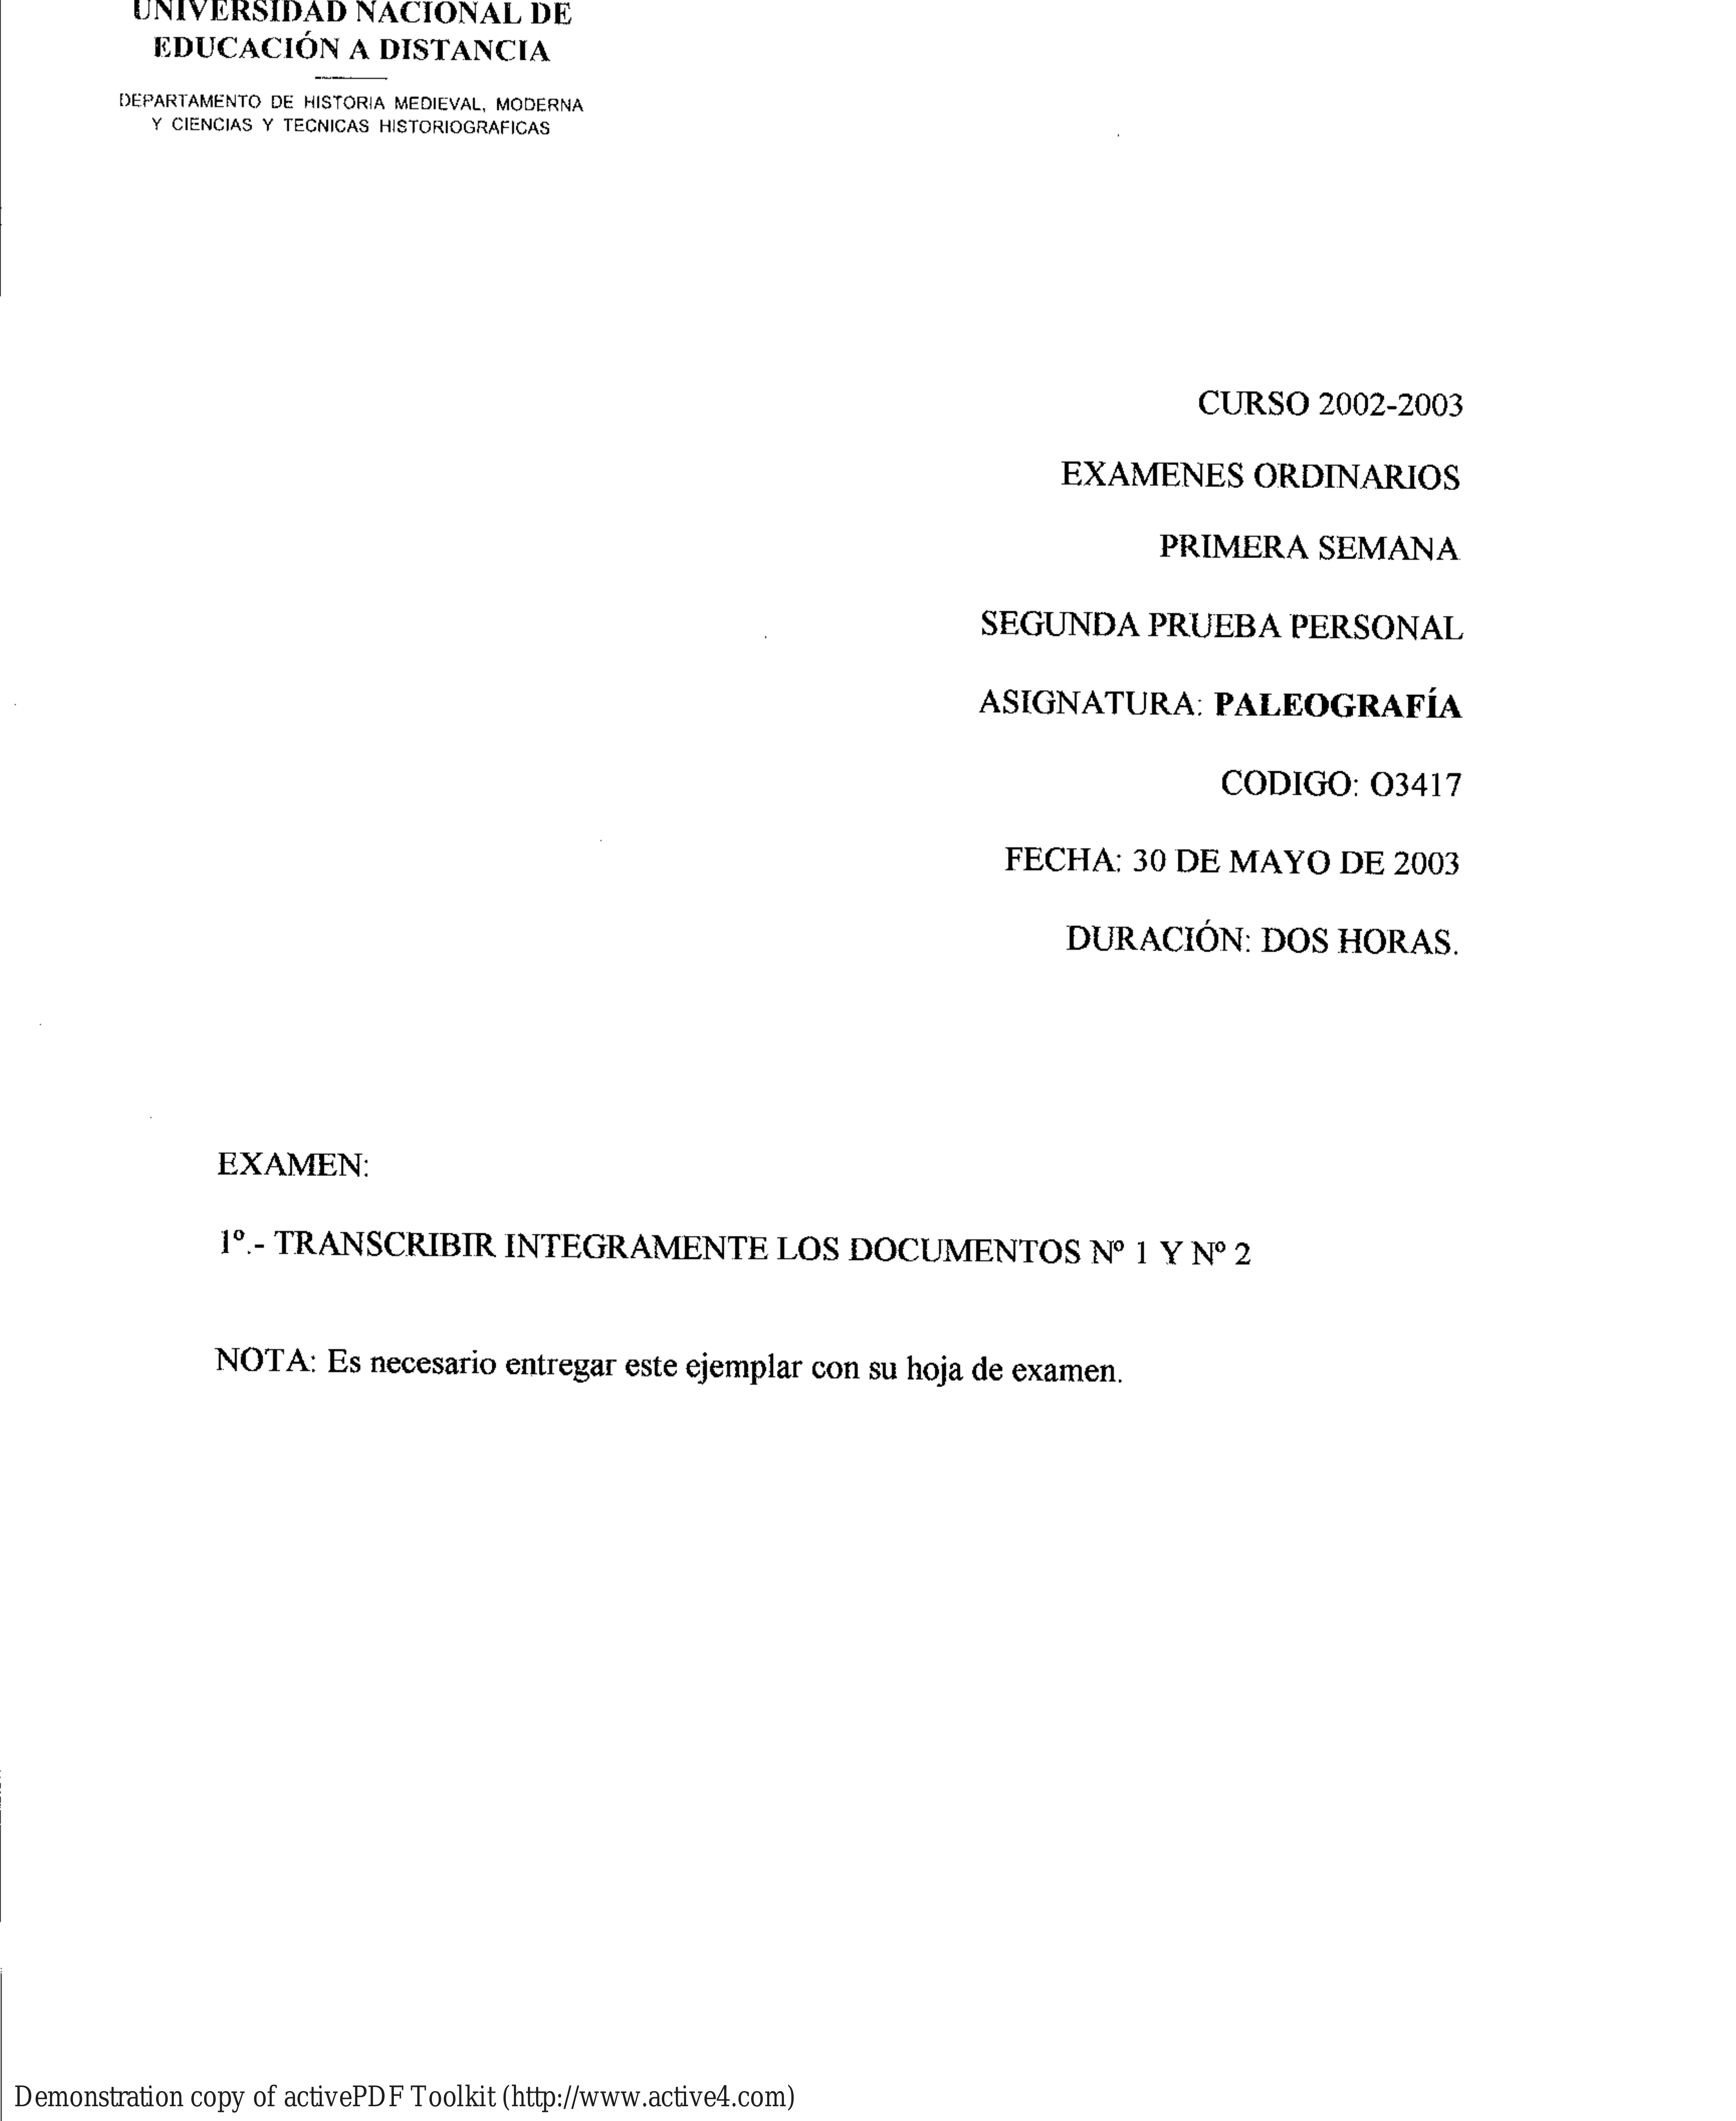 UNIVERSIDAD NACIONAL DE
EDUCACIÓN A DISTANCIA
DEPARTAMENTO DE HISTORIA MEDIEVAL, MODERNA
Y CIENCIAS Y TECNICAS HISTORIOGRAFICAS
CURSO 2002-2003
EXAMENES ORDINARIOS
PRIMERA SEMANA
SEGUNDA PRUEBA PERSONAL
ASIGNATURA: PALEOGRAFÍA
CODIGO: O3417
FECHA: 30 DE MAYO DE 2003
DURACIÓN: DOS HORAS.
EXAMEN:
1º.- TRANSCRIBIR INTEGRAMENTE LOS DOCUMENTOS Nº 1 Y Nº 2
NOTA: Es necesario entregar este ejemplar con su hoja de examen.
Demonstration copy of activePDF Toolkit (http://www.active4.com)